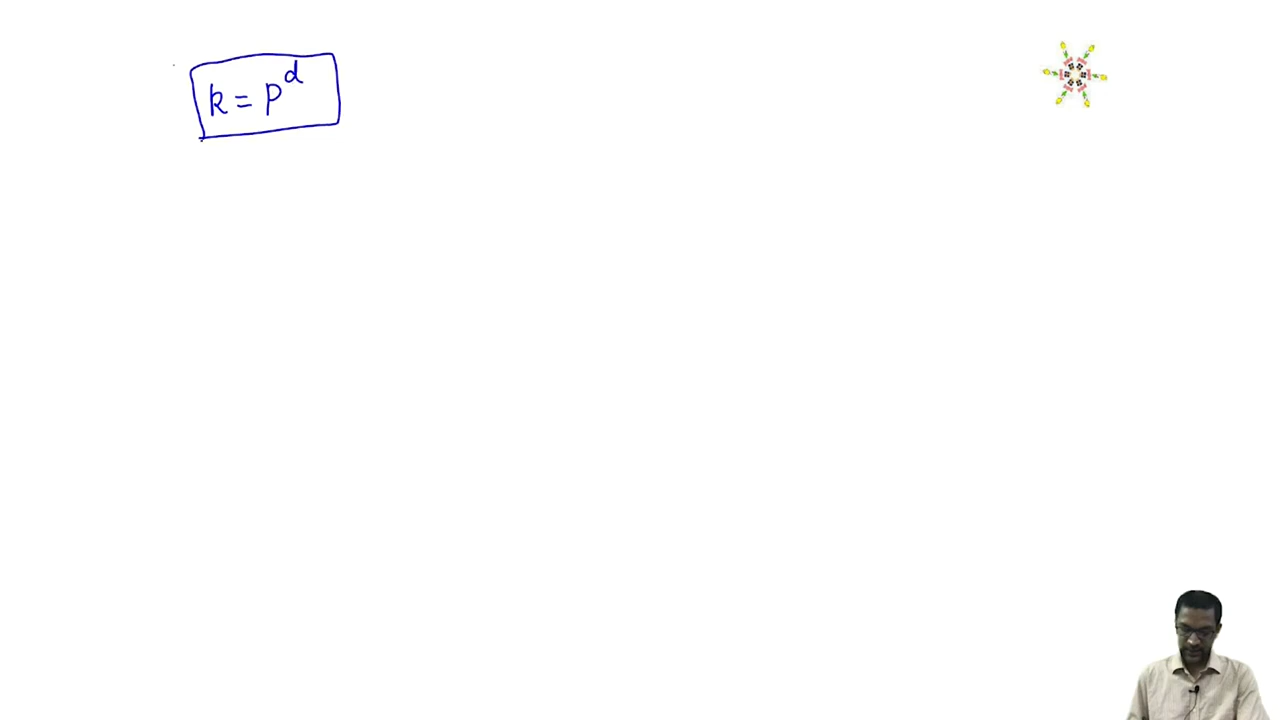 k = p^d